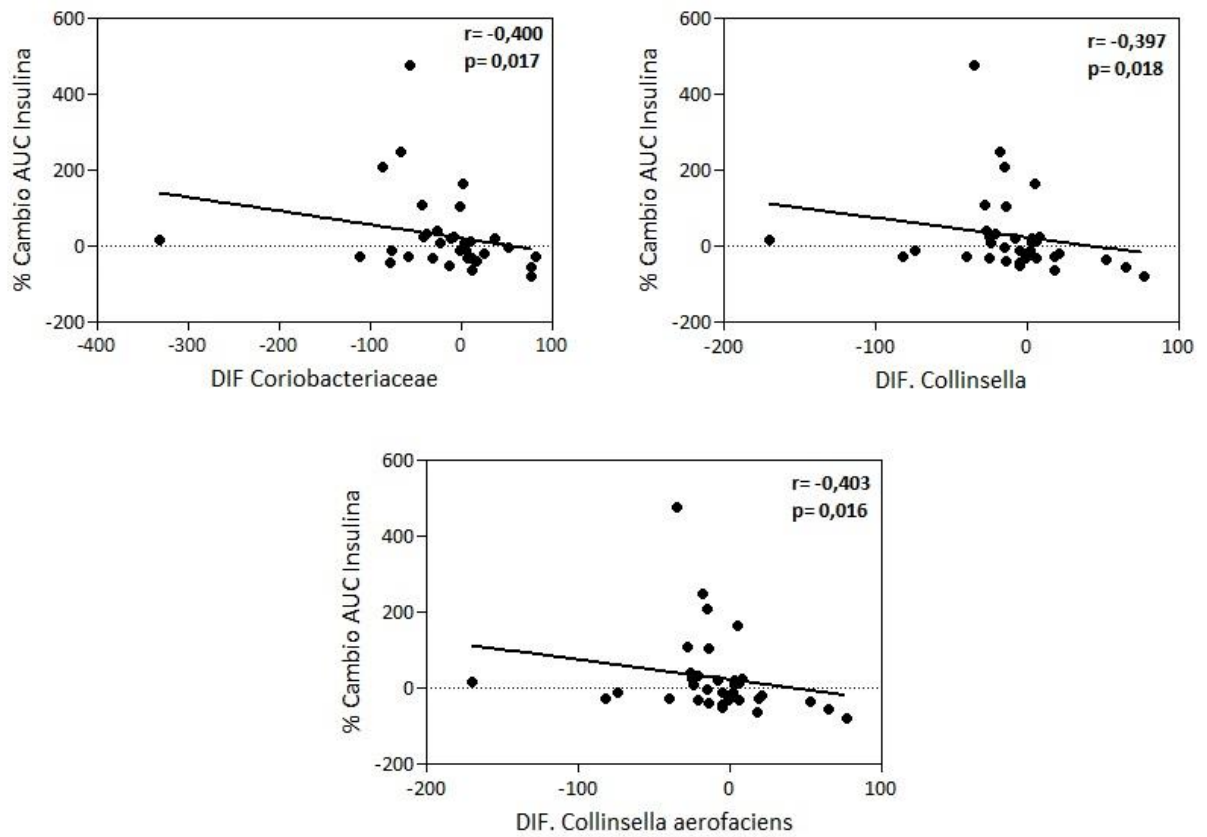 600
400
200
0
-200
% Cambio AUC Insulina
r= -0,400
p= 0,017
-400 -300 -200 -100 0 100
DIF Coriobacteriaceae
600
400
200
0
-200
% Cambio AUC Insulina
r= -0,397
p= 0,018
-200 -100 0 100
DIF. Collinsella
600
400
200
0
-200
% Cambio AUC Insulina
r= -0,403
p= 0,016
-200 -100 0 100
DIF. Collinsella aerofaciens